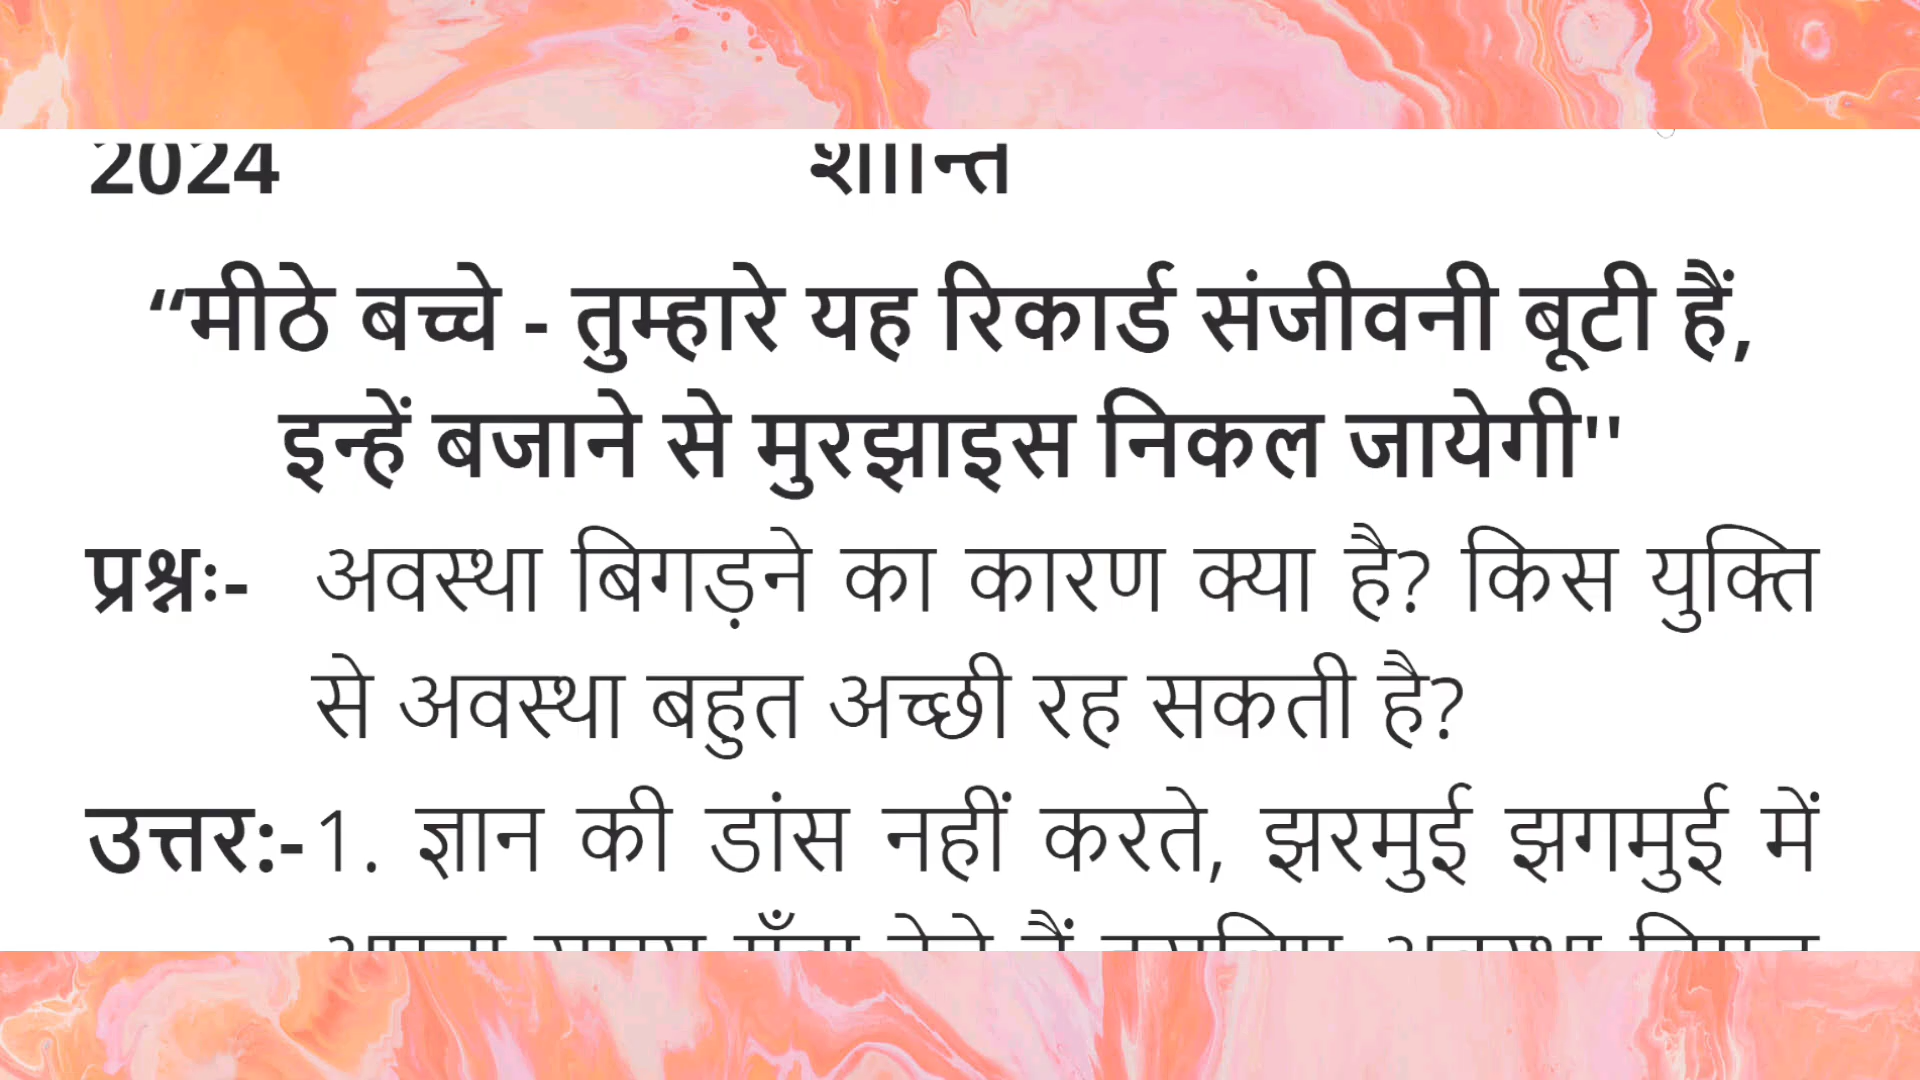 2024 शान्ति
“मीठे बच्चे - तुम्हारे यह रिकार्ड संजीवनी बूटी हैं,
इन्हें बजाने से मुरझाइस निकल जायेगी"
प्रश्नः- अवस्था बिगड़ने का कारण क्या है? किस युक्ति
से अवस्था बहुत अच्छी रह सकती है?
उत्तर:- 1. ज्ञान की डांस नहीं करते, झरमुई झगमुई में